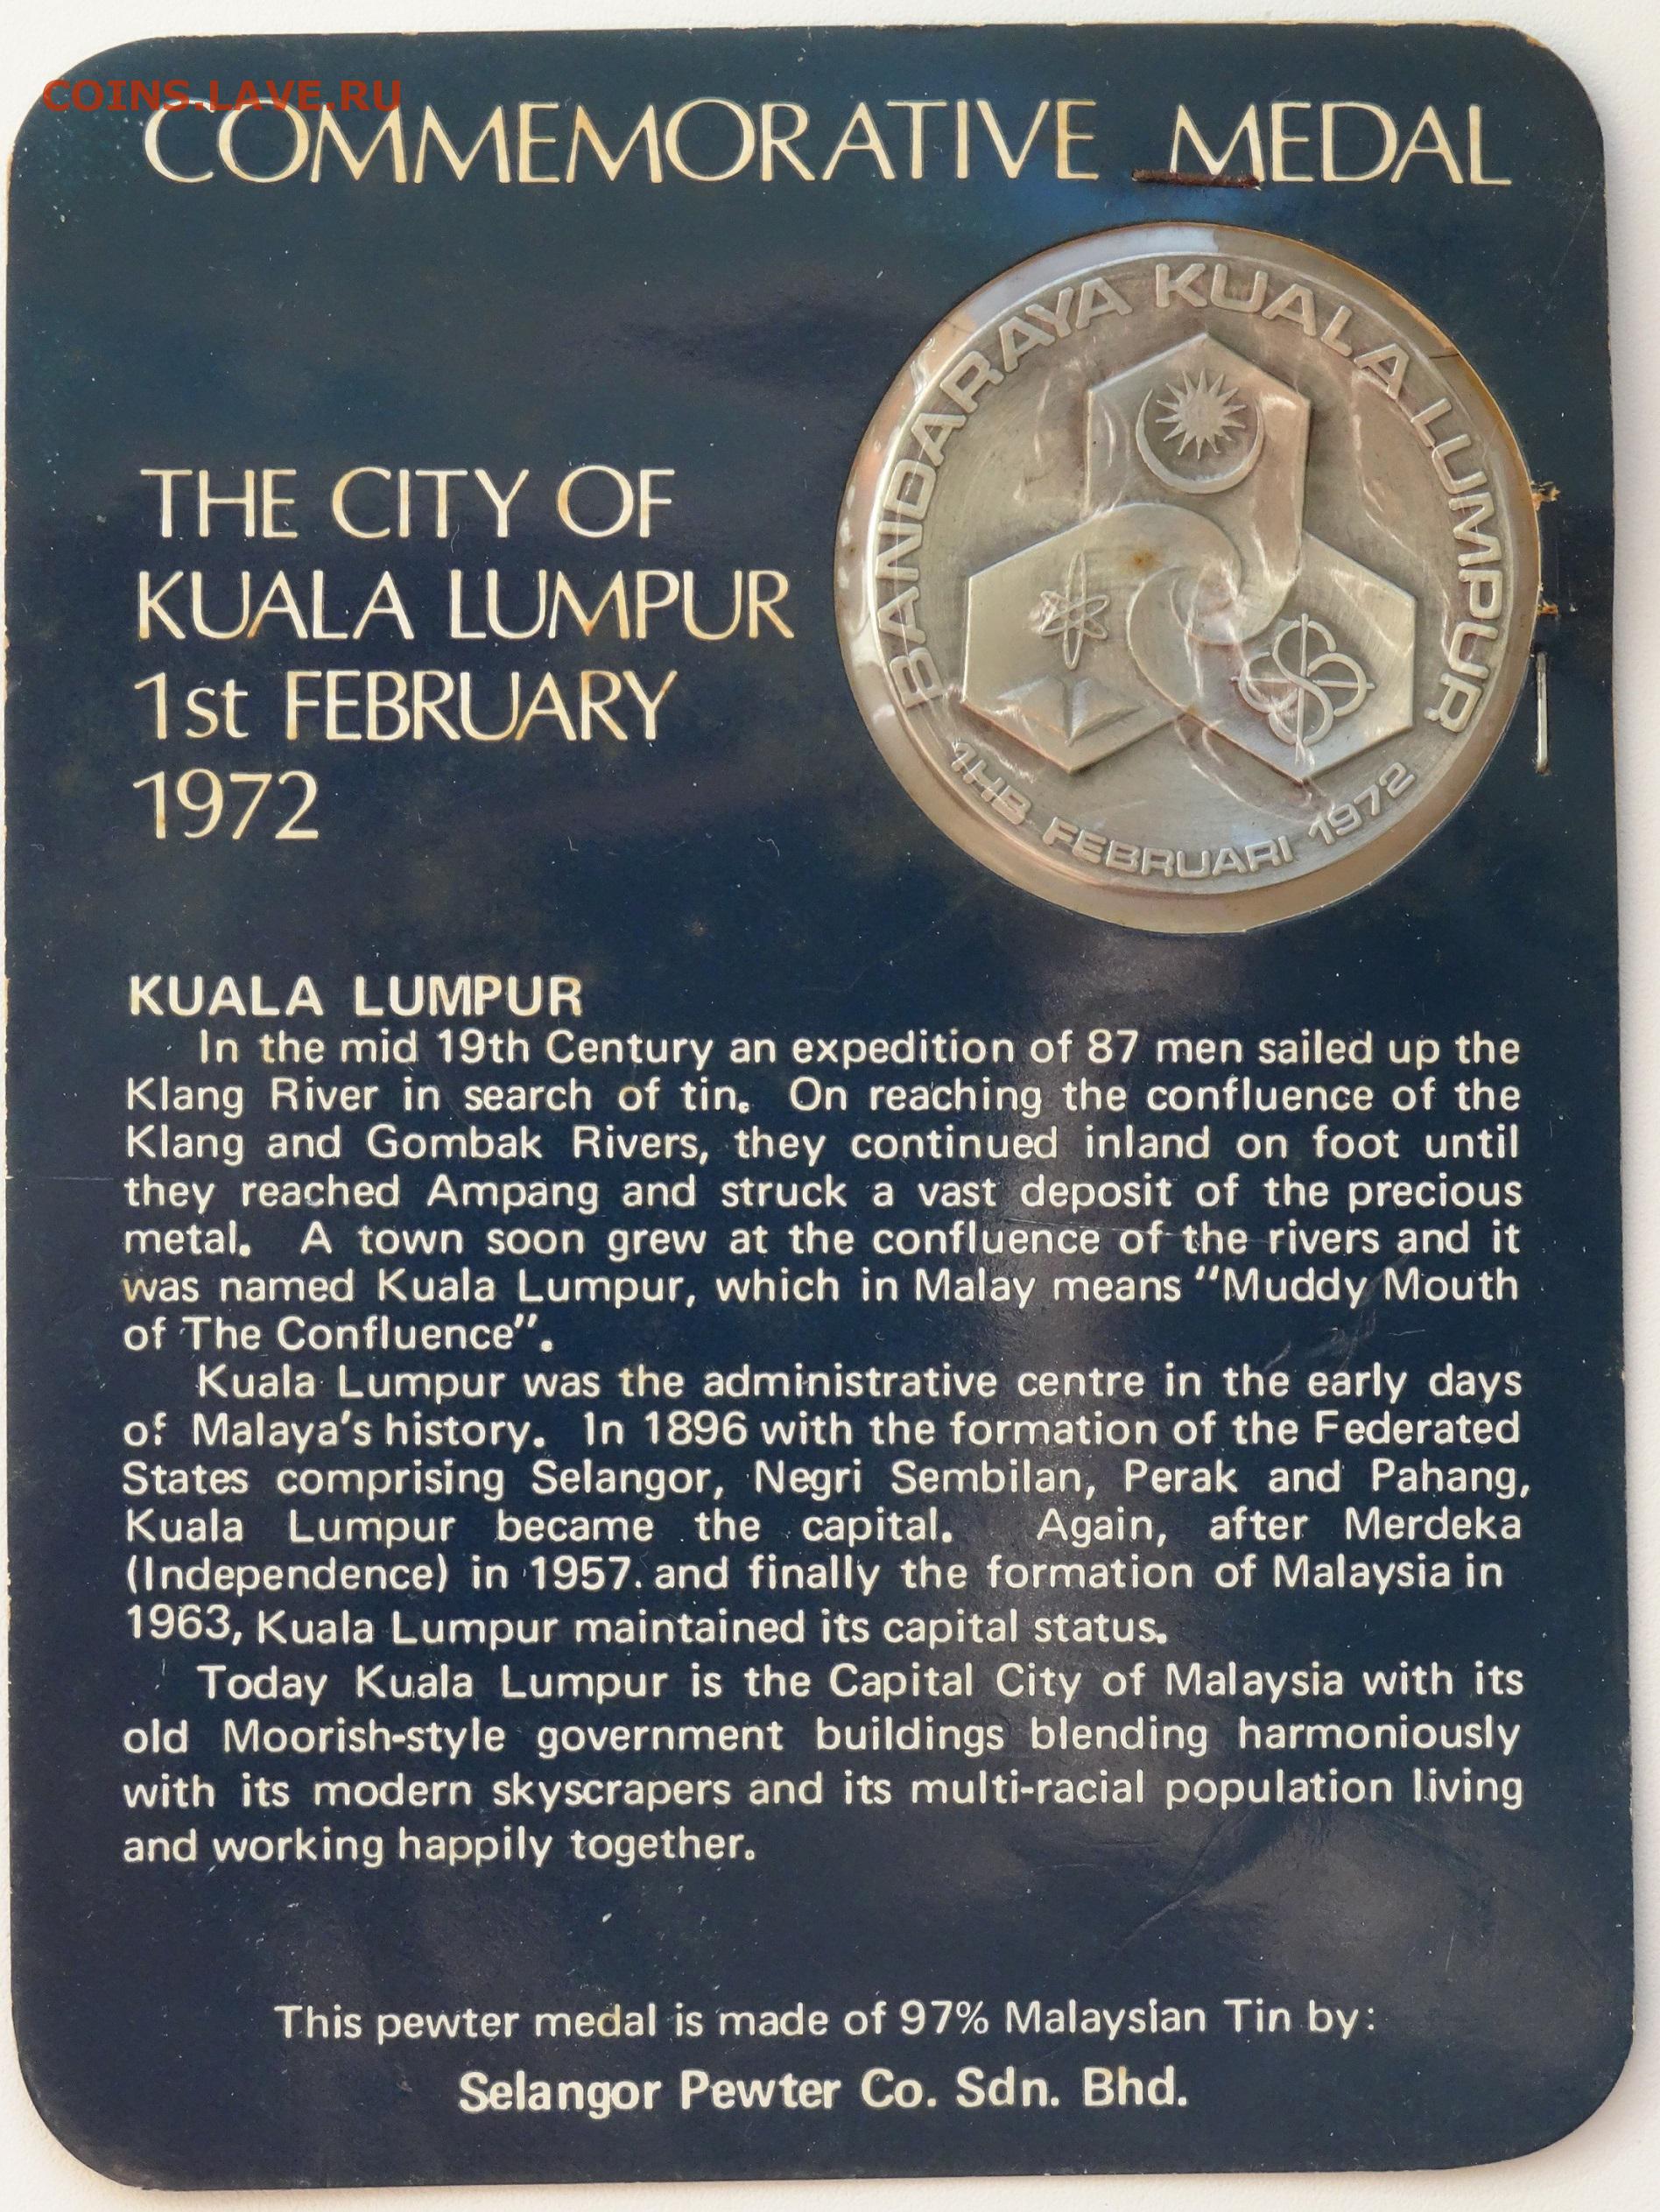 COINS.LAVE.RU
COMMEMORATIVE MEDAL
BANDARAYA KUALA LUMPUR
1HB FEBRUARI 1972
THE CITY OF
KUALA LUMPUR
1st FEBRUARY
1972
KUALA LUMPUR
In the mid 19th Century an expedition of 87 men sailed up the
Klang River in search of tin. On reaching the confluence of the
Klang and Gombak Rivers, they continued inland on foot until
they reached Ampang and struck a vast deposit of the precious
metal. A town soon grew at the confluence of the rivers and it
was named Kuala Lumpur, which in Malay means "Muddy Mouth
of The Confluence".
Kuala Lumpur was the administrative centre in the early days
of Malaya's history. In 1896 with the formation of the Federated
States comprising Selangor, Negri Sembilan, Perak and Pahang,
Kuala Lumpur became the capital. Again, after Merdeka
(Independence) in 1957. and finally the formation of Malaysia in
1963, Kuala Lumpur maintained its capital status.
Today Kuala Lumpur is the Capital City of Malaysia with its
old Moorish-style government buildings blending harmoniously
with its modern skyscrapers and its multi-racial population living
and working happily together.
This pewter medal is made of 97% Malaysian Tin by:
Selangor Pewter Co. Sdn. Bhd.